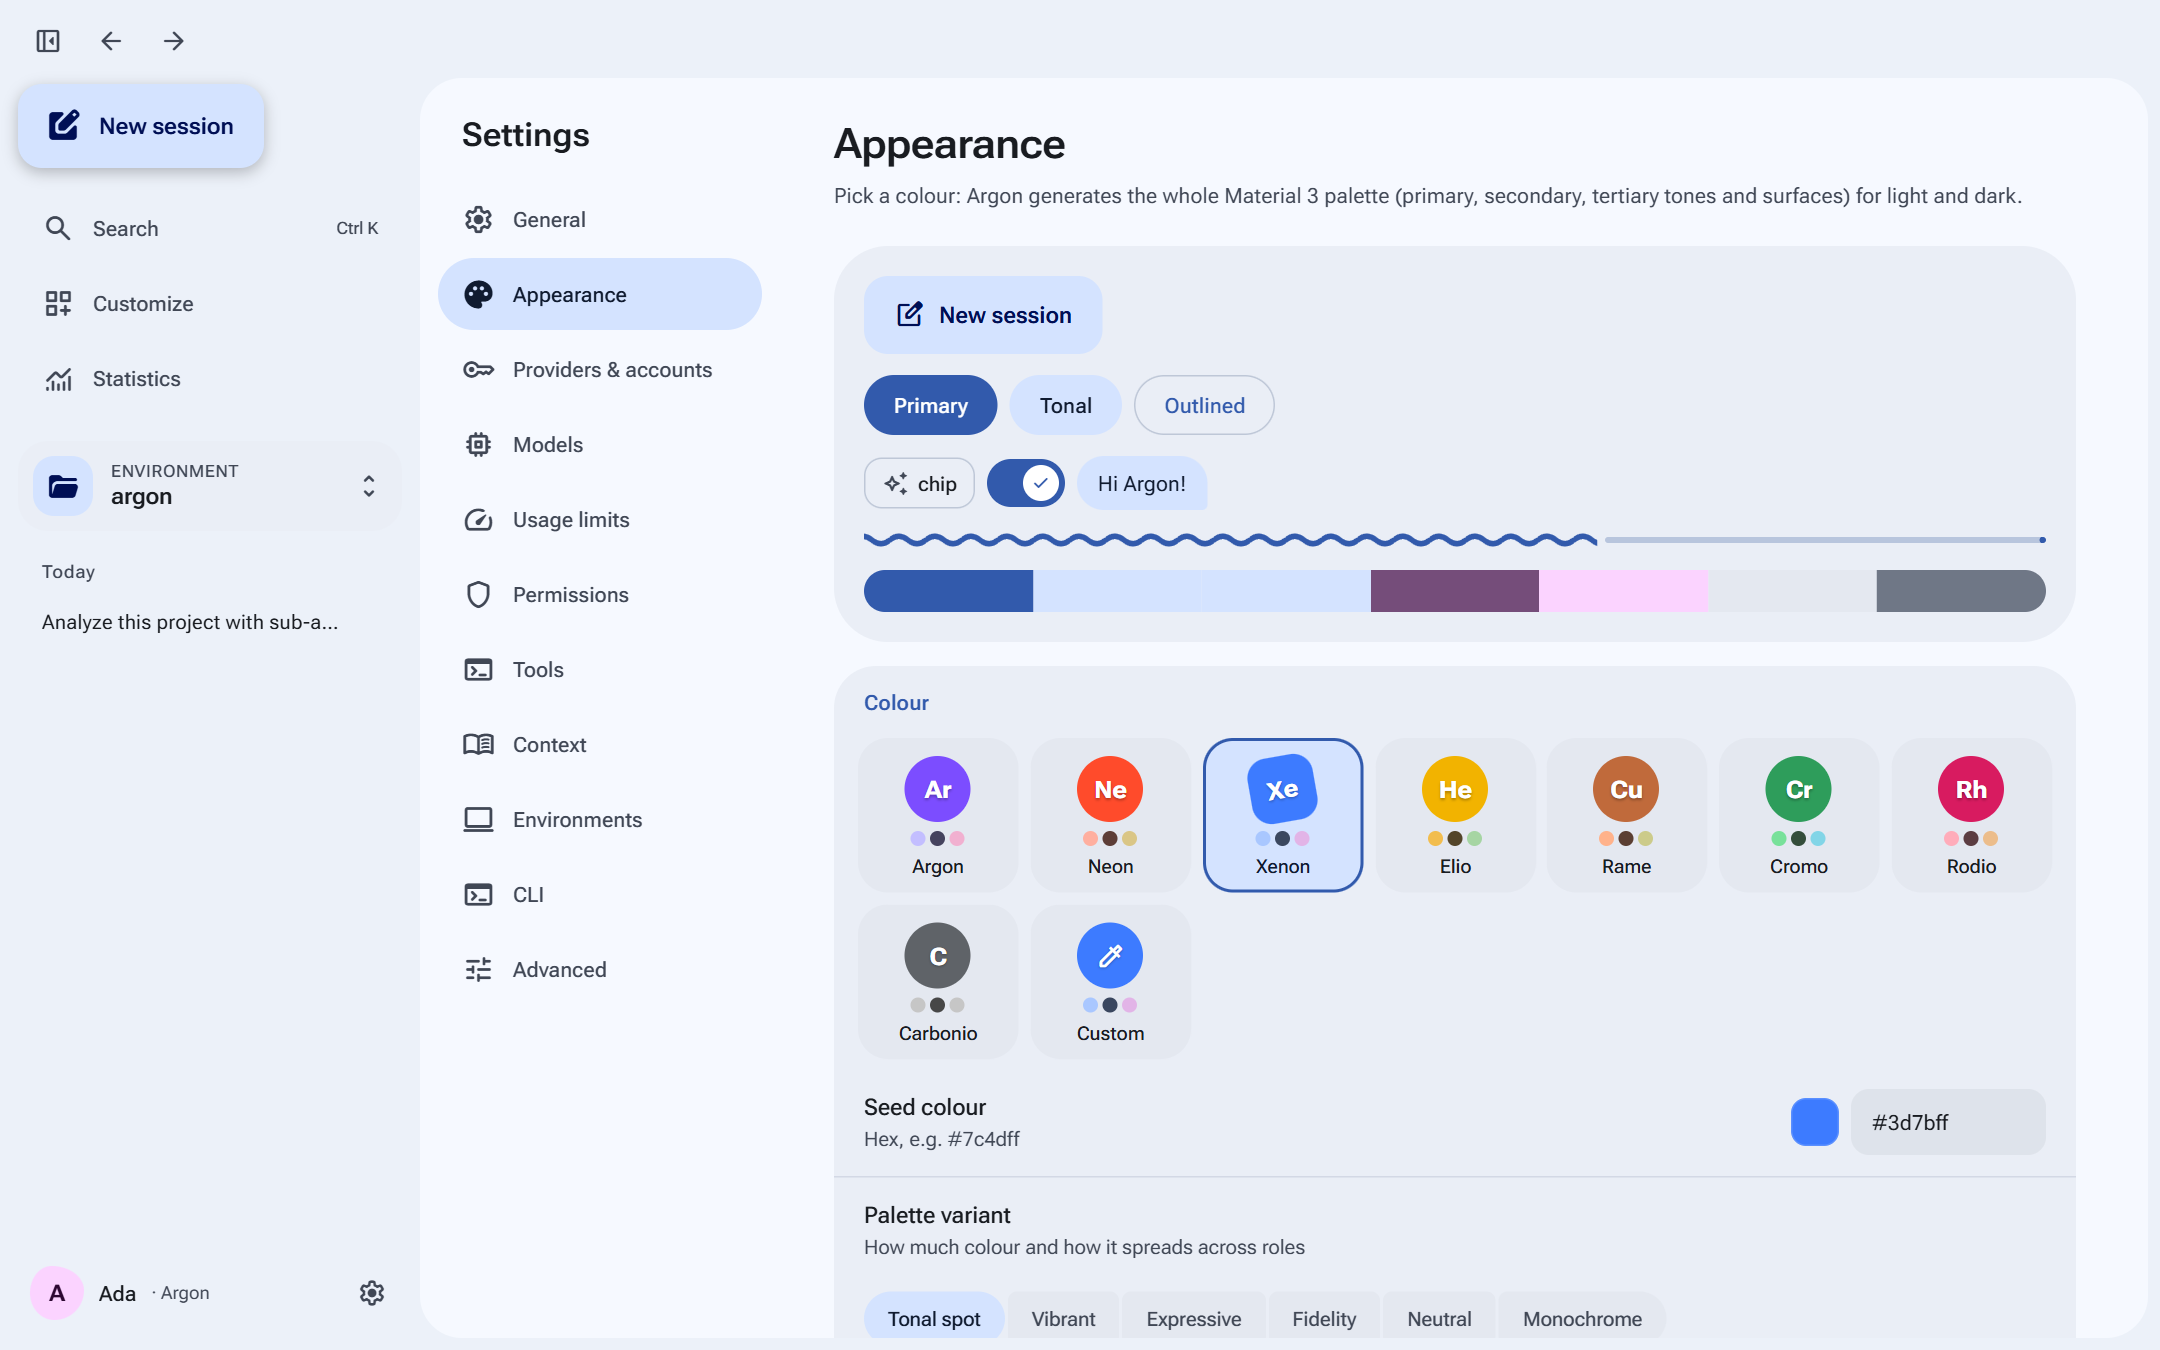 New session
Search
Ctrl K
Customize
Statistics
ENVIRONMENT
argon
Today
Analyze this project with sub-a...
A
Ada · Argon
Settings
General
Appearance
Providers & accounts
Models
Usage limits
Permissions
Tools
Context
Environments
CLI
Advanced
Appearance
Pick a colour: Argon generates the whole Material 3 palette (primary, secondary, tertiary tones and surfaces) for light and dark.
New session
Primary
Tonal
Outlined
chip
Hi Argon!
Colour
Ar
Argon
Ne
Neon
Xe
Xenon
He
Elio
Cu
Rame
Cr
Cromo
Rh
Rodio
C
Carbonio
Custom
Seed colour
Hex, e.g. #7c4dff
#3d7bff
Palette variant
How much colour and how it spreads across roles
Tonal spot
Vibrant
Expressive
Fidelity
Neutral
Monochrome